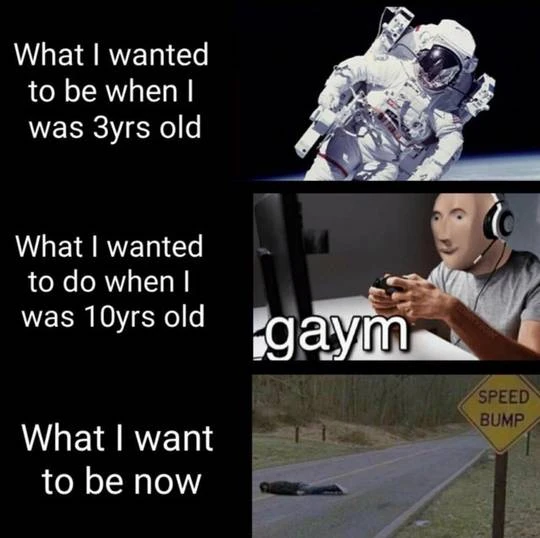 What I wanted
to be when I
was 3yrs old
What I wanted
to do when I
was 10yrs old
gaym
What I want
to be now
SPEED
BUMP